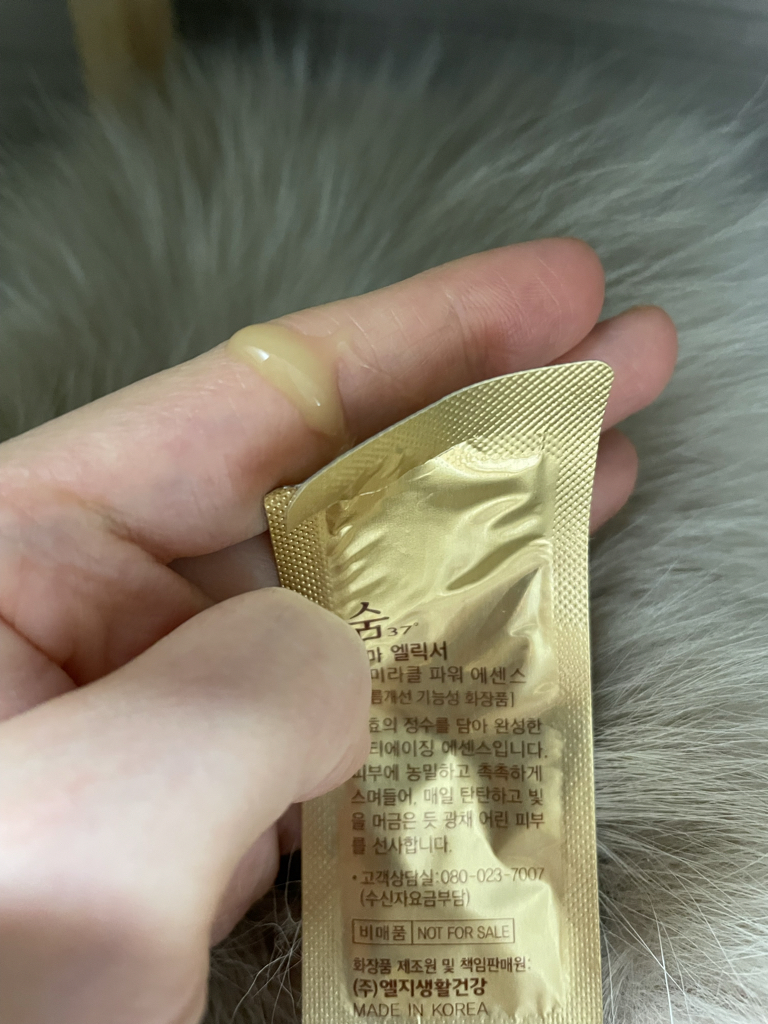 숨37°
마 엘릭서
미라클 파워 에센스
름개선 기능성 화장품]
효의 정수를 담아 완성한
티에이징 에센스입니다.
피부에 농밀하고 촉촉하게
스며들어, 매일 탄탄하고 빛
을 머금은 듯 광채 어린 피부
를 선사합니다.
• 고객상담실:080-023-7007
(수신자요금부담)
비매품 NOT FOR SALE
화장품 제조원 및 책임판매원:
(주)엘지생활건강
MADE IN KOREA